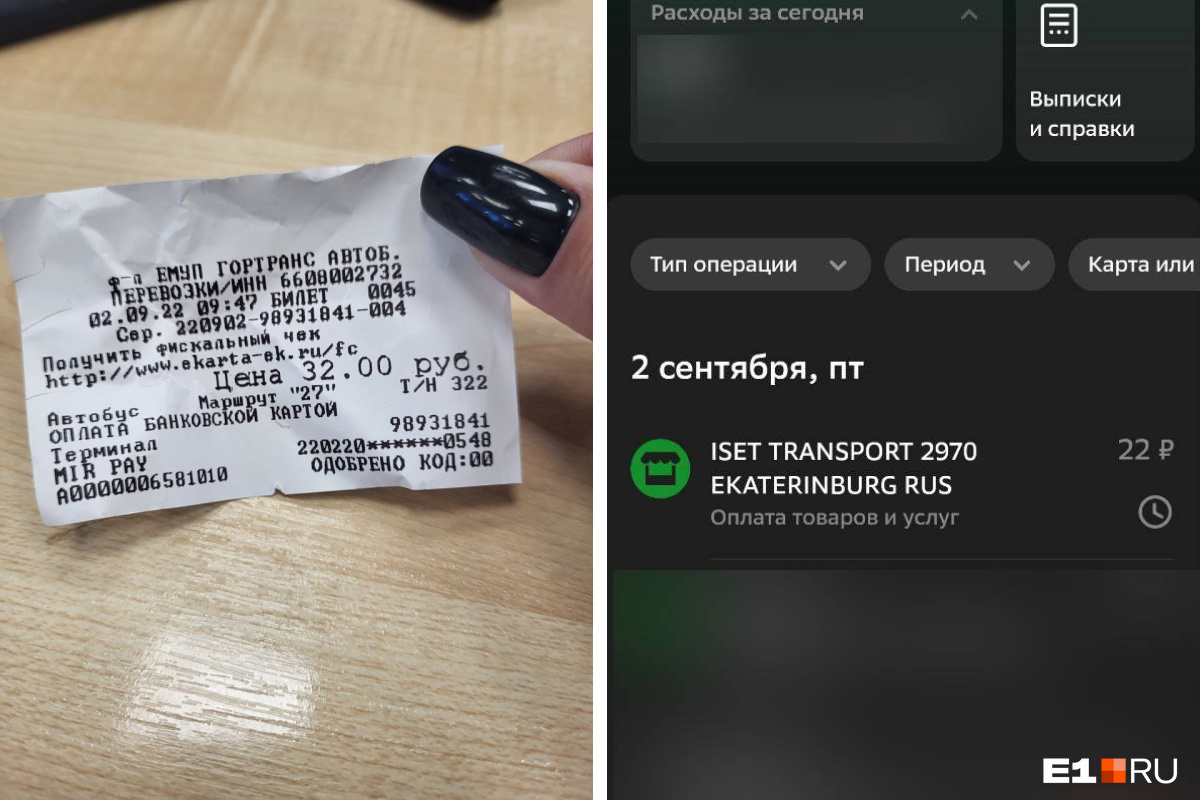 ф-л ЕМУП ГОРТРАНС АВТОБ.
ПЕРЕВОЗКИ/ИНН 6608002732
02.09.22 09:47 БИЛЕТ 0045
Сер. 220902-98931841-004
Получить фискальный чек
http://www.ekarta-ek.ru/fc
Цена 32.00 руб.
Автобус Маршрут "27" Т/Н 322
ОПЛАТА БАНКОВСКОЙ КАРТОЙ
Терминал 98931841
MIR PAY 220220******0548
A0000006581010 ОДОБРЕНО КОД:00
Расходы за сегодня
Выписки
и справки
Тип операции
Период
Карта или
2 сентября, пт
ISET TRANSPORT 2970 22 ₽
EKATERINBURG RUS
Оплата товаров и услуг
E1 RU